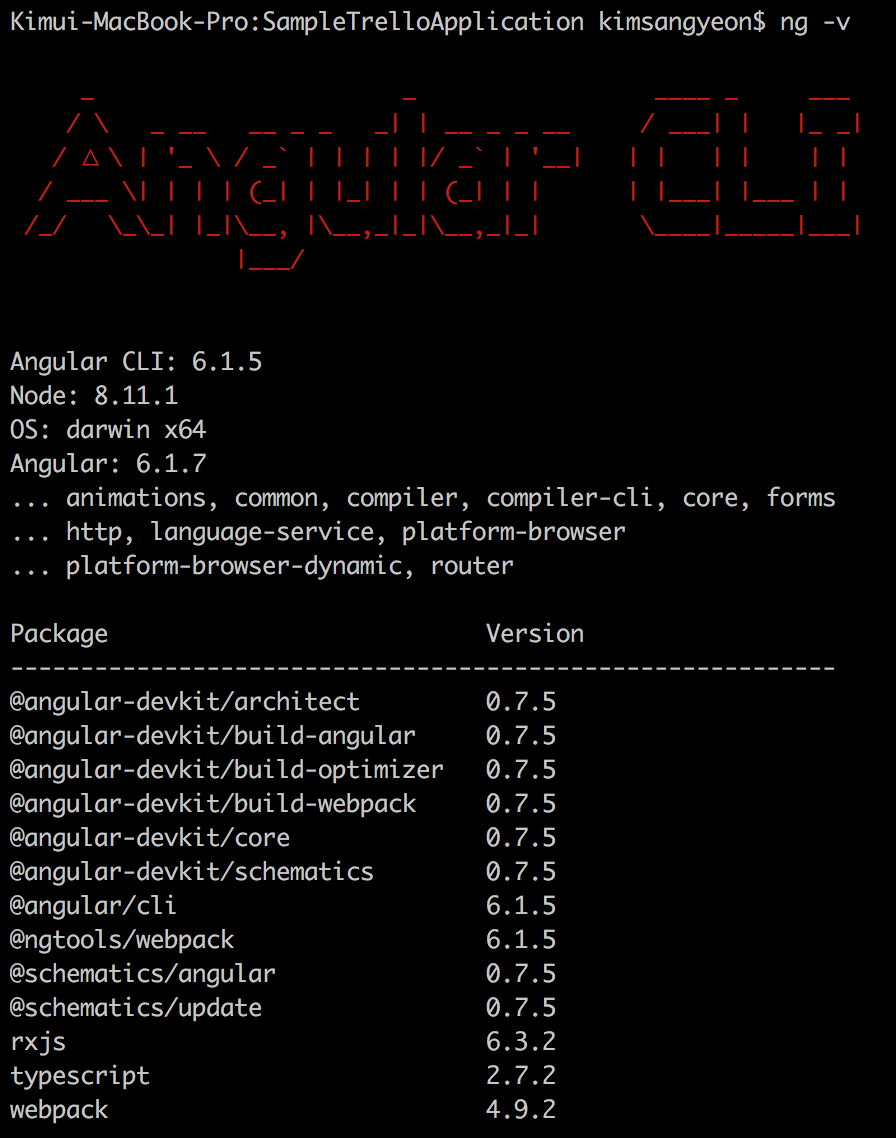 Kimui-MacBook-Pro:SampleTrelloApplication kimsangyeon$ ng -v
Angular CLI
Angular CLI: 6.1.5
Node: 8.11.1
OS: darwin x64
Angular: 6.1.7
... animations, common, compiler, compiler-cli, core, forms
... http, language-service, platform-browser
... platform-browser-dynamic, router
Package Version
-----------------------------------------------------------
@angular-devkit/architect 0.7.5
@angular-devkit/build-angular 0.7.5
@angular-devkit/build-optimizer 0.7.5
@angular-devkit/build-webpack 0.7.5
@angular-devkit/core 0.7.5
@angular-devkit/schematics 0.7.5
@angular/cli 6.1.5
@ngtools/webpack 6.1.5
@schematics/angular 0.7.5
@schematics/update 0.7.5
rxjs 6.3.2
typescript 2.7.2
webpack 4.9.2